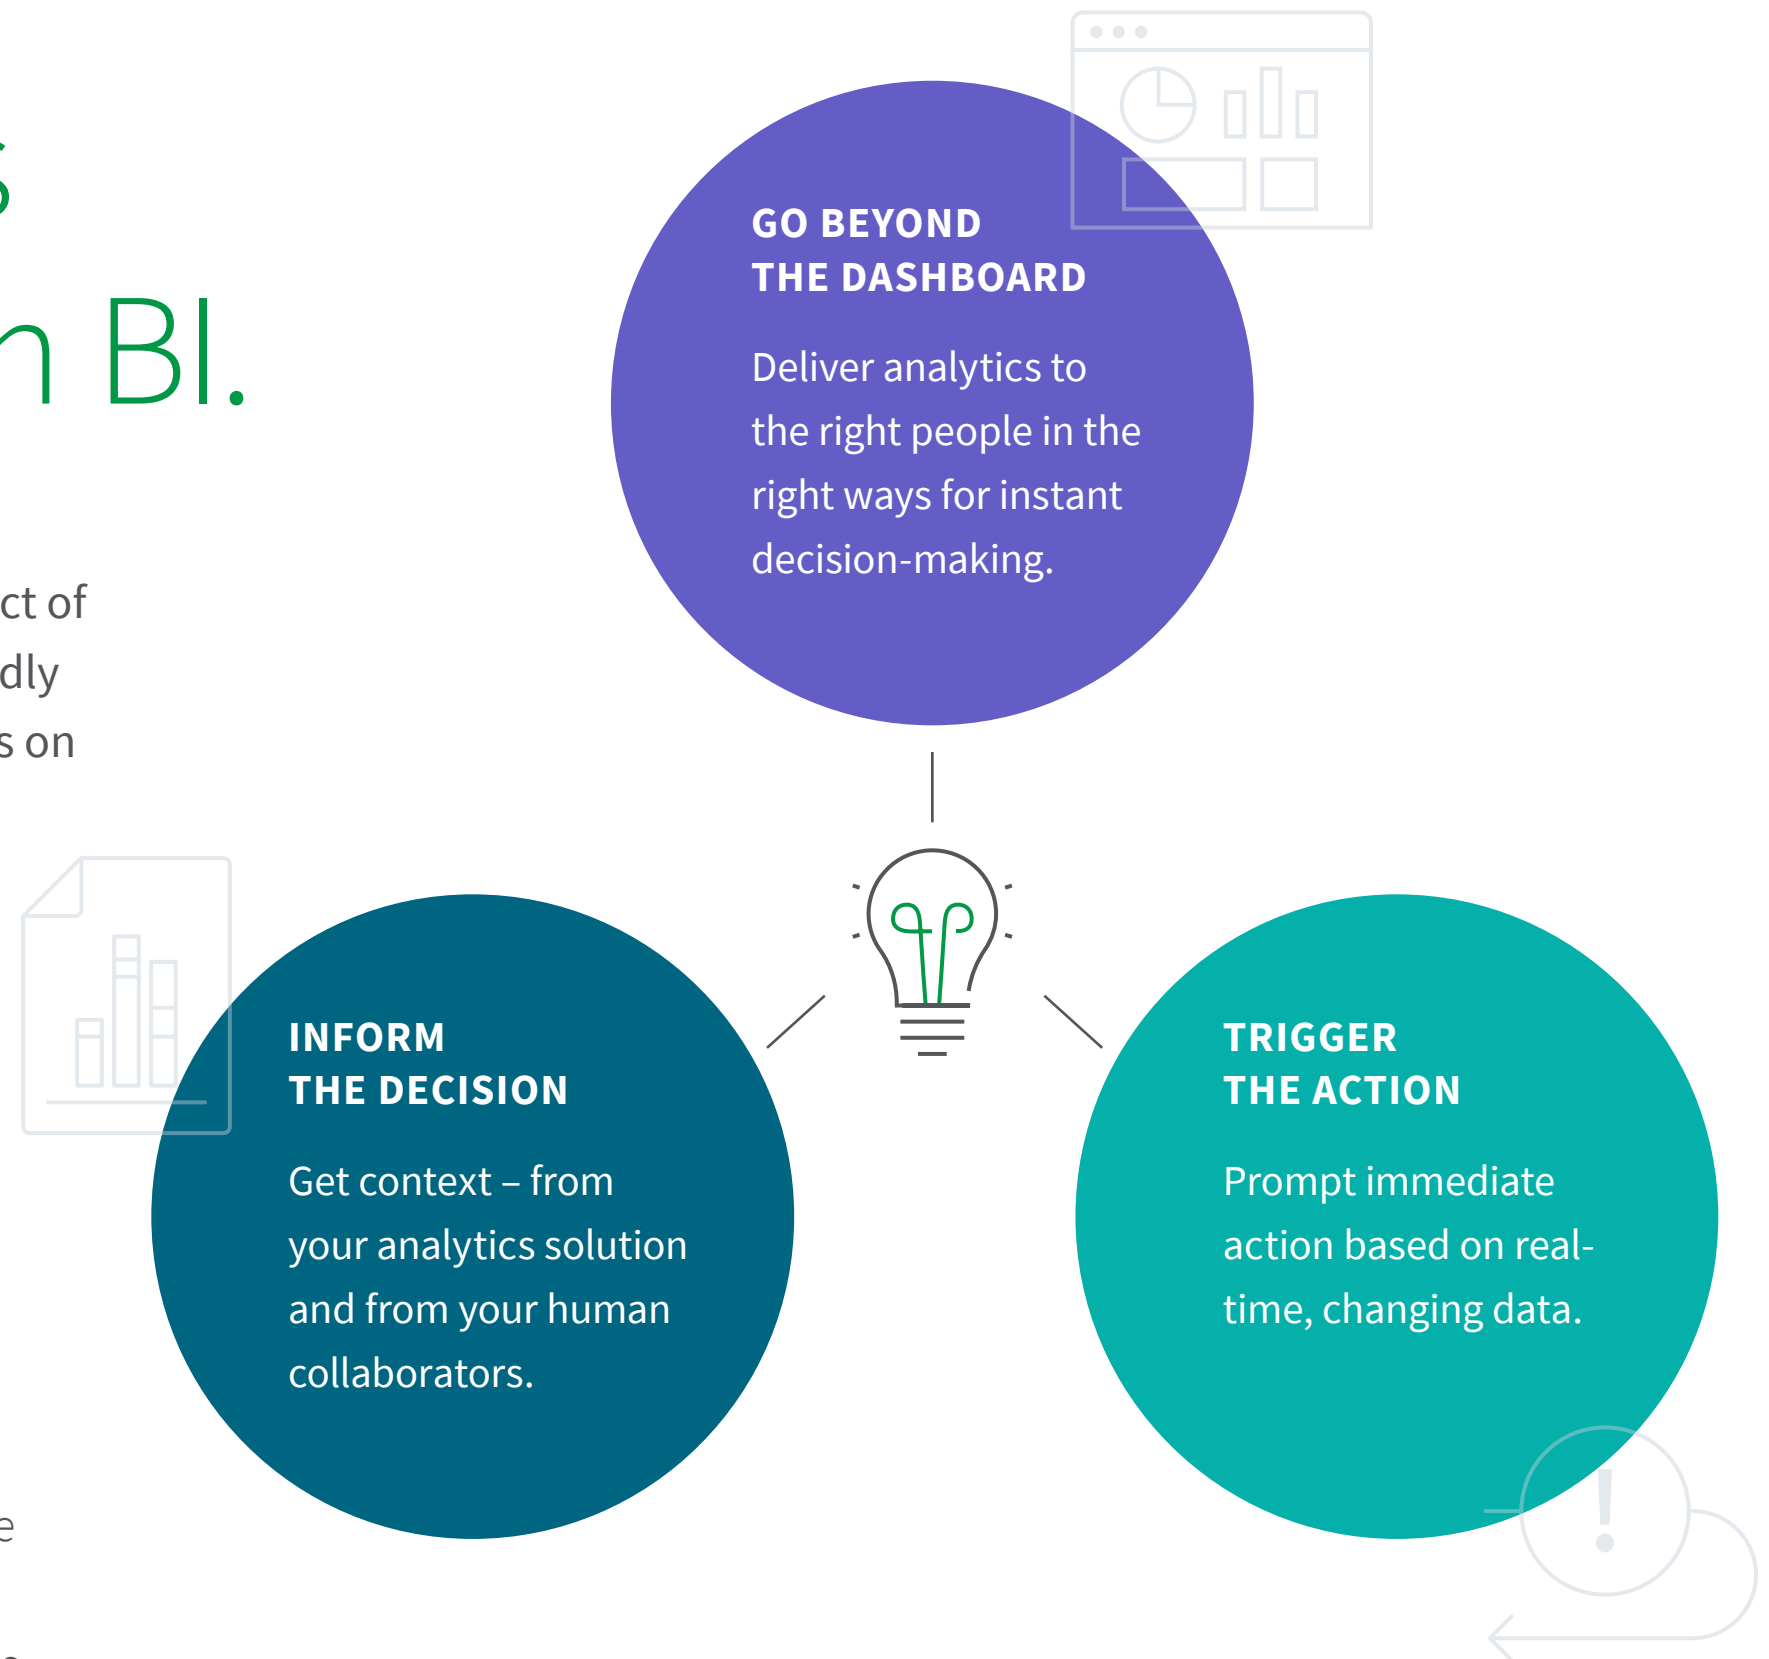 n BI.
ct of
dly
s on
GO BEYOND
THE DASHBOARD
Deliver analytics to
the right people in the
right ways for instant
decision-making.
INFORM
THE DECISION
Get context – from
your analytics solution
and from your human
collaborators.
TRIGGER
THE ACTION
Prompt immediate
action based on real-
time, changing data.